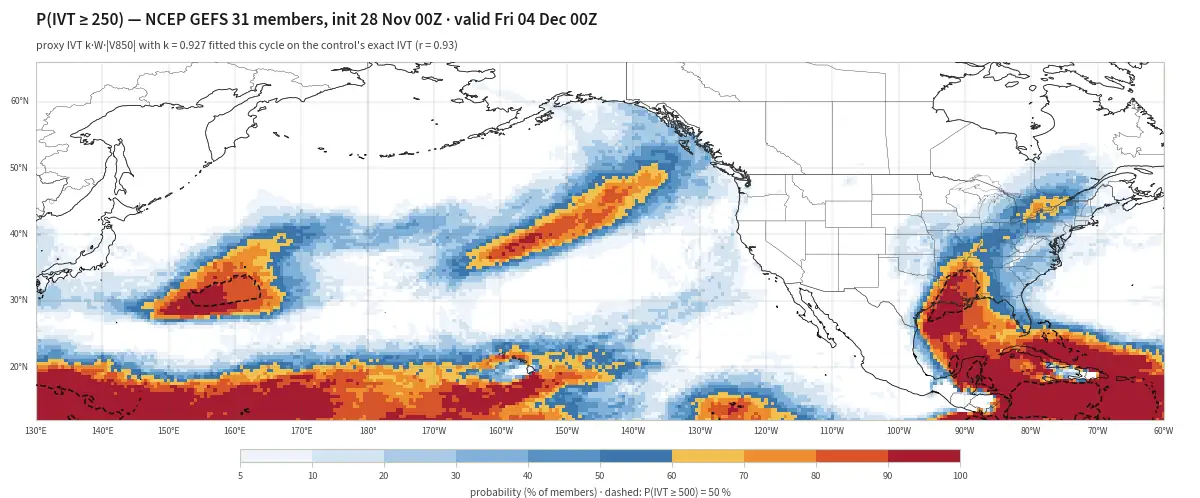 P(IVT ≥ 250) — NCEP GEFS 31 members, init 28 Nov 00Z · valid Fri 04 Dec 00Z
proxy IVT k·W·|V850| with k = 0.927 fitted this cycle on the control's exact IVT (r = 0.93)
60°N
50°N
40°N
30°N
20°N
130°E 140°E 150°E 160°E 170°E 180° 170°W 160°W 150°W 140°W 130°W 120°W 110°W 100°W 90°W 80°W 70°W 60°W
5 10 20 30 40 50 60 70 80 90 100
probability (% of members) · dashed: P(IVT ≥ 500) = 50 %